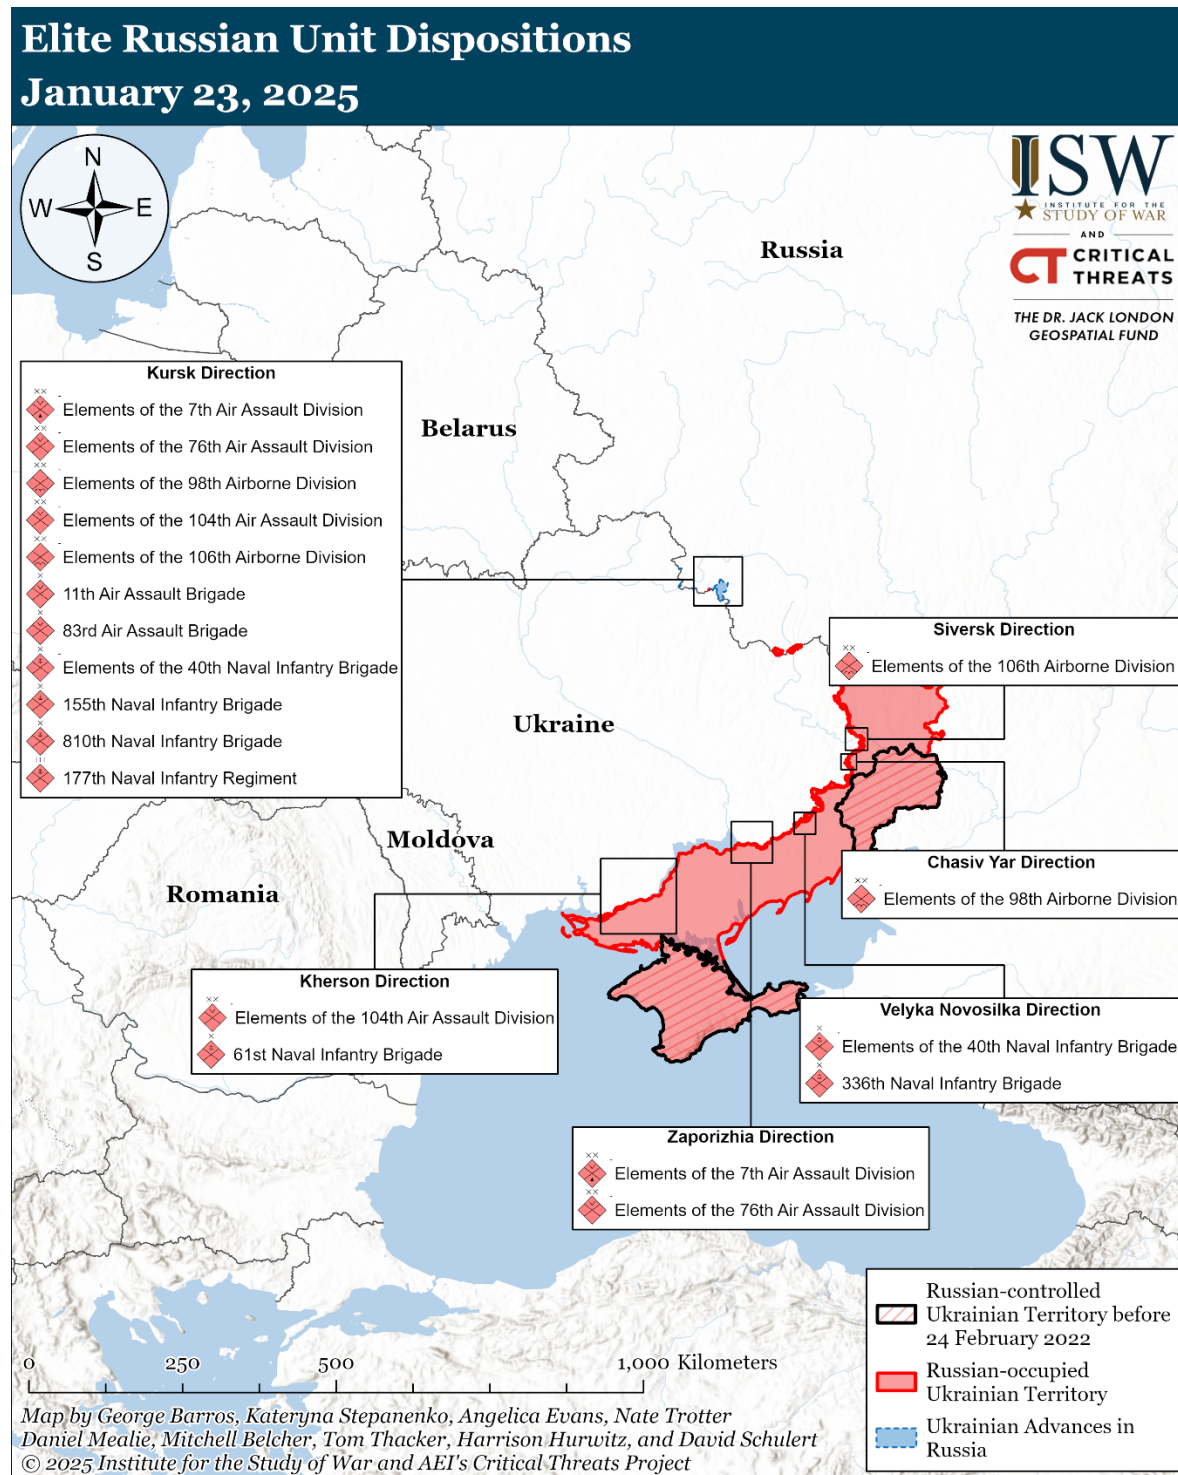 Elite Russian Unit Dispositions
January 23, 2025
N
W
E
S
ISW
INSTITUTE FOR THE
STUDY OF WAR
AND
CT CRITICAL
THREATS
THE DR. JACK LONDON
GEOSPATIAL FUND
Russia
Belarus
Ukraine
Moldova
Romania
Kursk Direction
Elements of the 7th Air Assault Division
Elements of the 76th Air Assault Division
Elements of the 98th Airborne Division
Elements of the 104th Air Assault Division
Elements of the 106th Airborne Division
11th Air Assault Brigade
83rd Air Assault Brigade
Elements of the 40th Naval Infantry Brigade
155th Naval Infantry Brigade
810th Naval Infantry Brigade
177th Naval Infantry Regiment
Siversk Direction
Elements of the 106th Airborne Division
Chasiv Yar Direction
Elements of the 98th Airborne Division
Kherson Direction
Elements of the 104th Air Assault Division
61st Naval Infantry Brigade
Velyka Novosilka Direction
Elements of the 40th Naval Infantry Brigade
336th Naval Infantry Brigade
Zaporizhia Direction
Elements of the 7th Air Assault Division
Elements of the 76th Air Assault Division
Russian-controlled
Ukrainian Territory before
24 February 2022
Russian-occupied
Ukrainian Territory
Ukrainian Advances in
Russia
0 250 500 1,000 Kilometers
Map by George Barros, Kateryna Stepanenko, Angelica Evans, Nate Trotter
Daniel Mealie, Mitchell Belcher, Tom Thacker, Harrison Hurwitz, and David Schulert
© 2025 Institute for the Study of War and AEI's Critical Threats Project